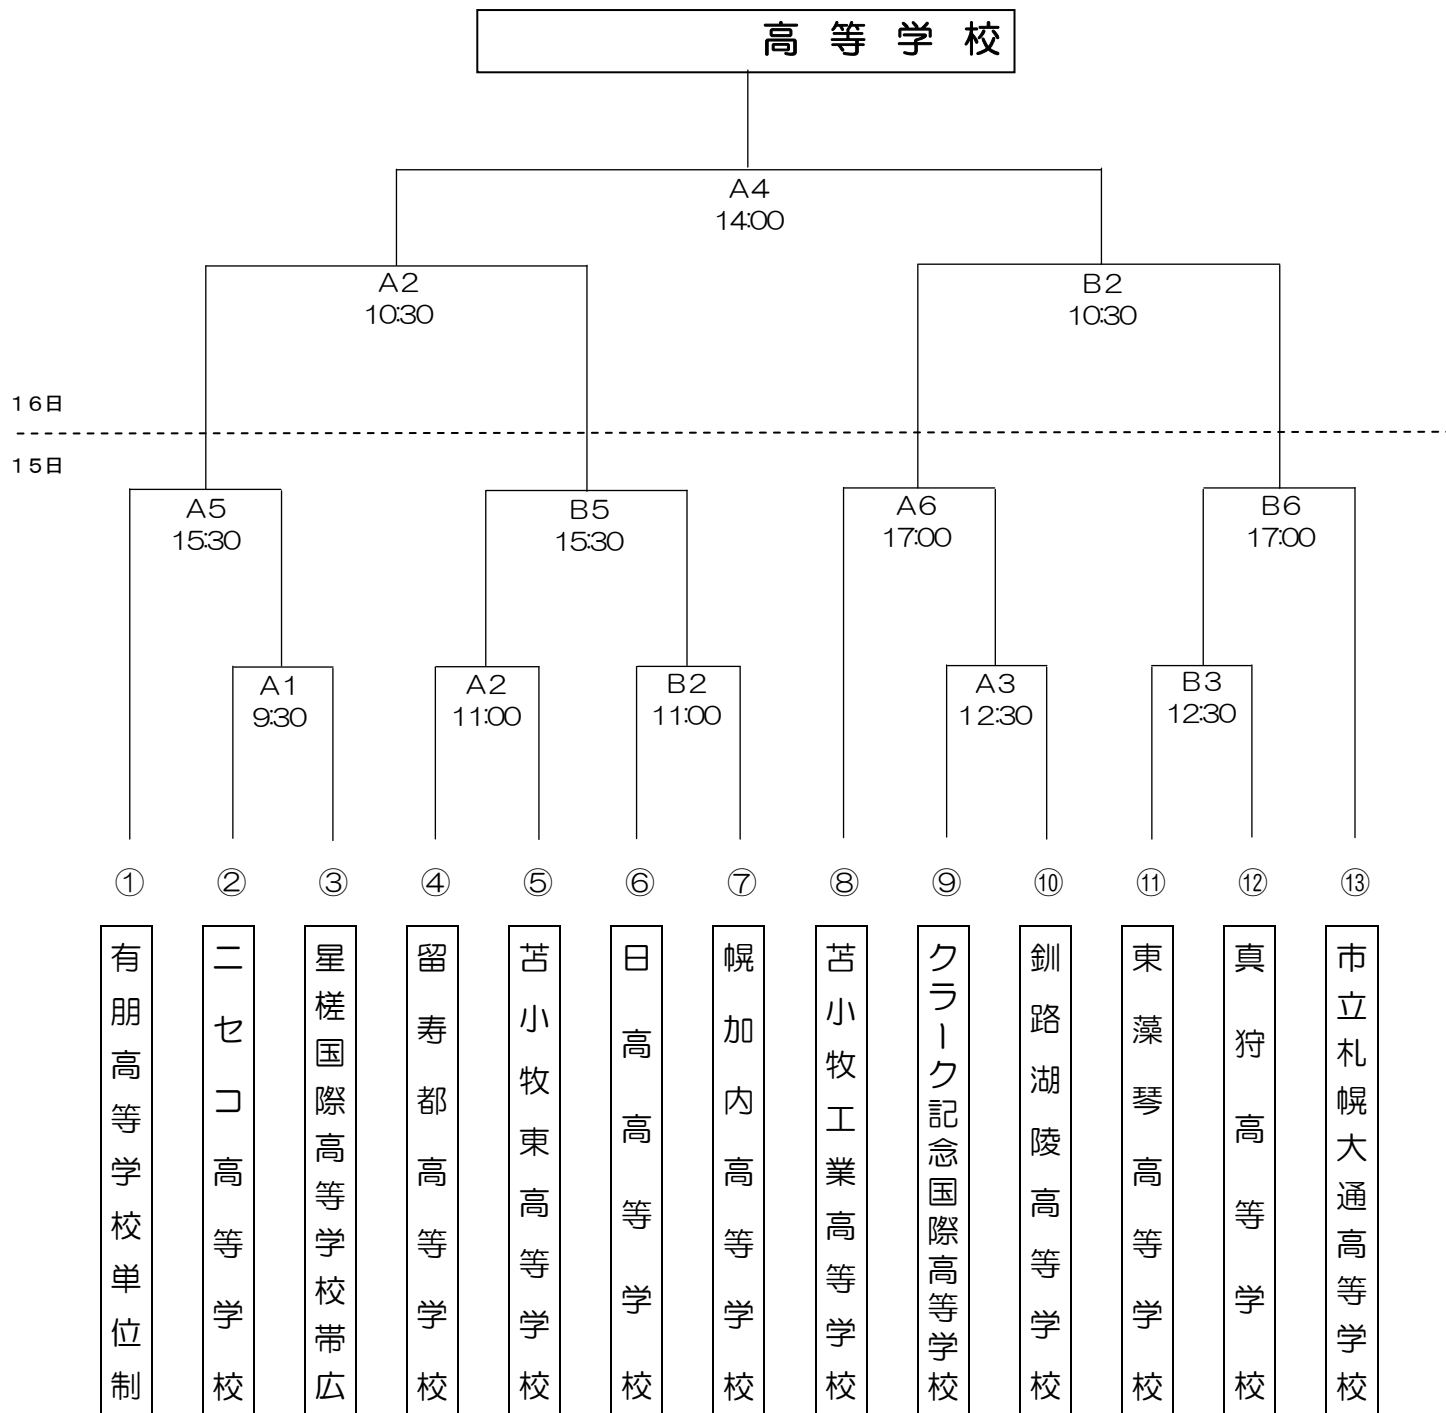 高等学校
A4
14:00
A2
10:30
B2
10:30
16日
15日
A5
15:30
B5
15:30
A6
17:00
B6
17:00
A1
9:30
A2
11:00
B2
11:00
A3
12:30
B3
12:30
① ② ③ ④ ⑤ ⑥ ⑦ ⑧ ⑨ ⑩ ⑪ ⑫ ⑬
有朋高等学校単位制
ニセコ高等学校
星槎国際高等学校帯広
留寿都高等学校
苫小牧東高等学校
日高高等学校
幌加内高等学校
苫小牧工業高等学校
クラーク記念国際高等学校
釧路湖陵高等学校
東藻琴高等学校
真狩高等学校
市立札幌大通高等学校